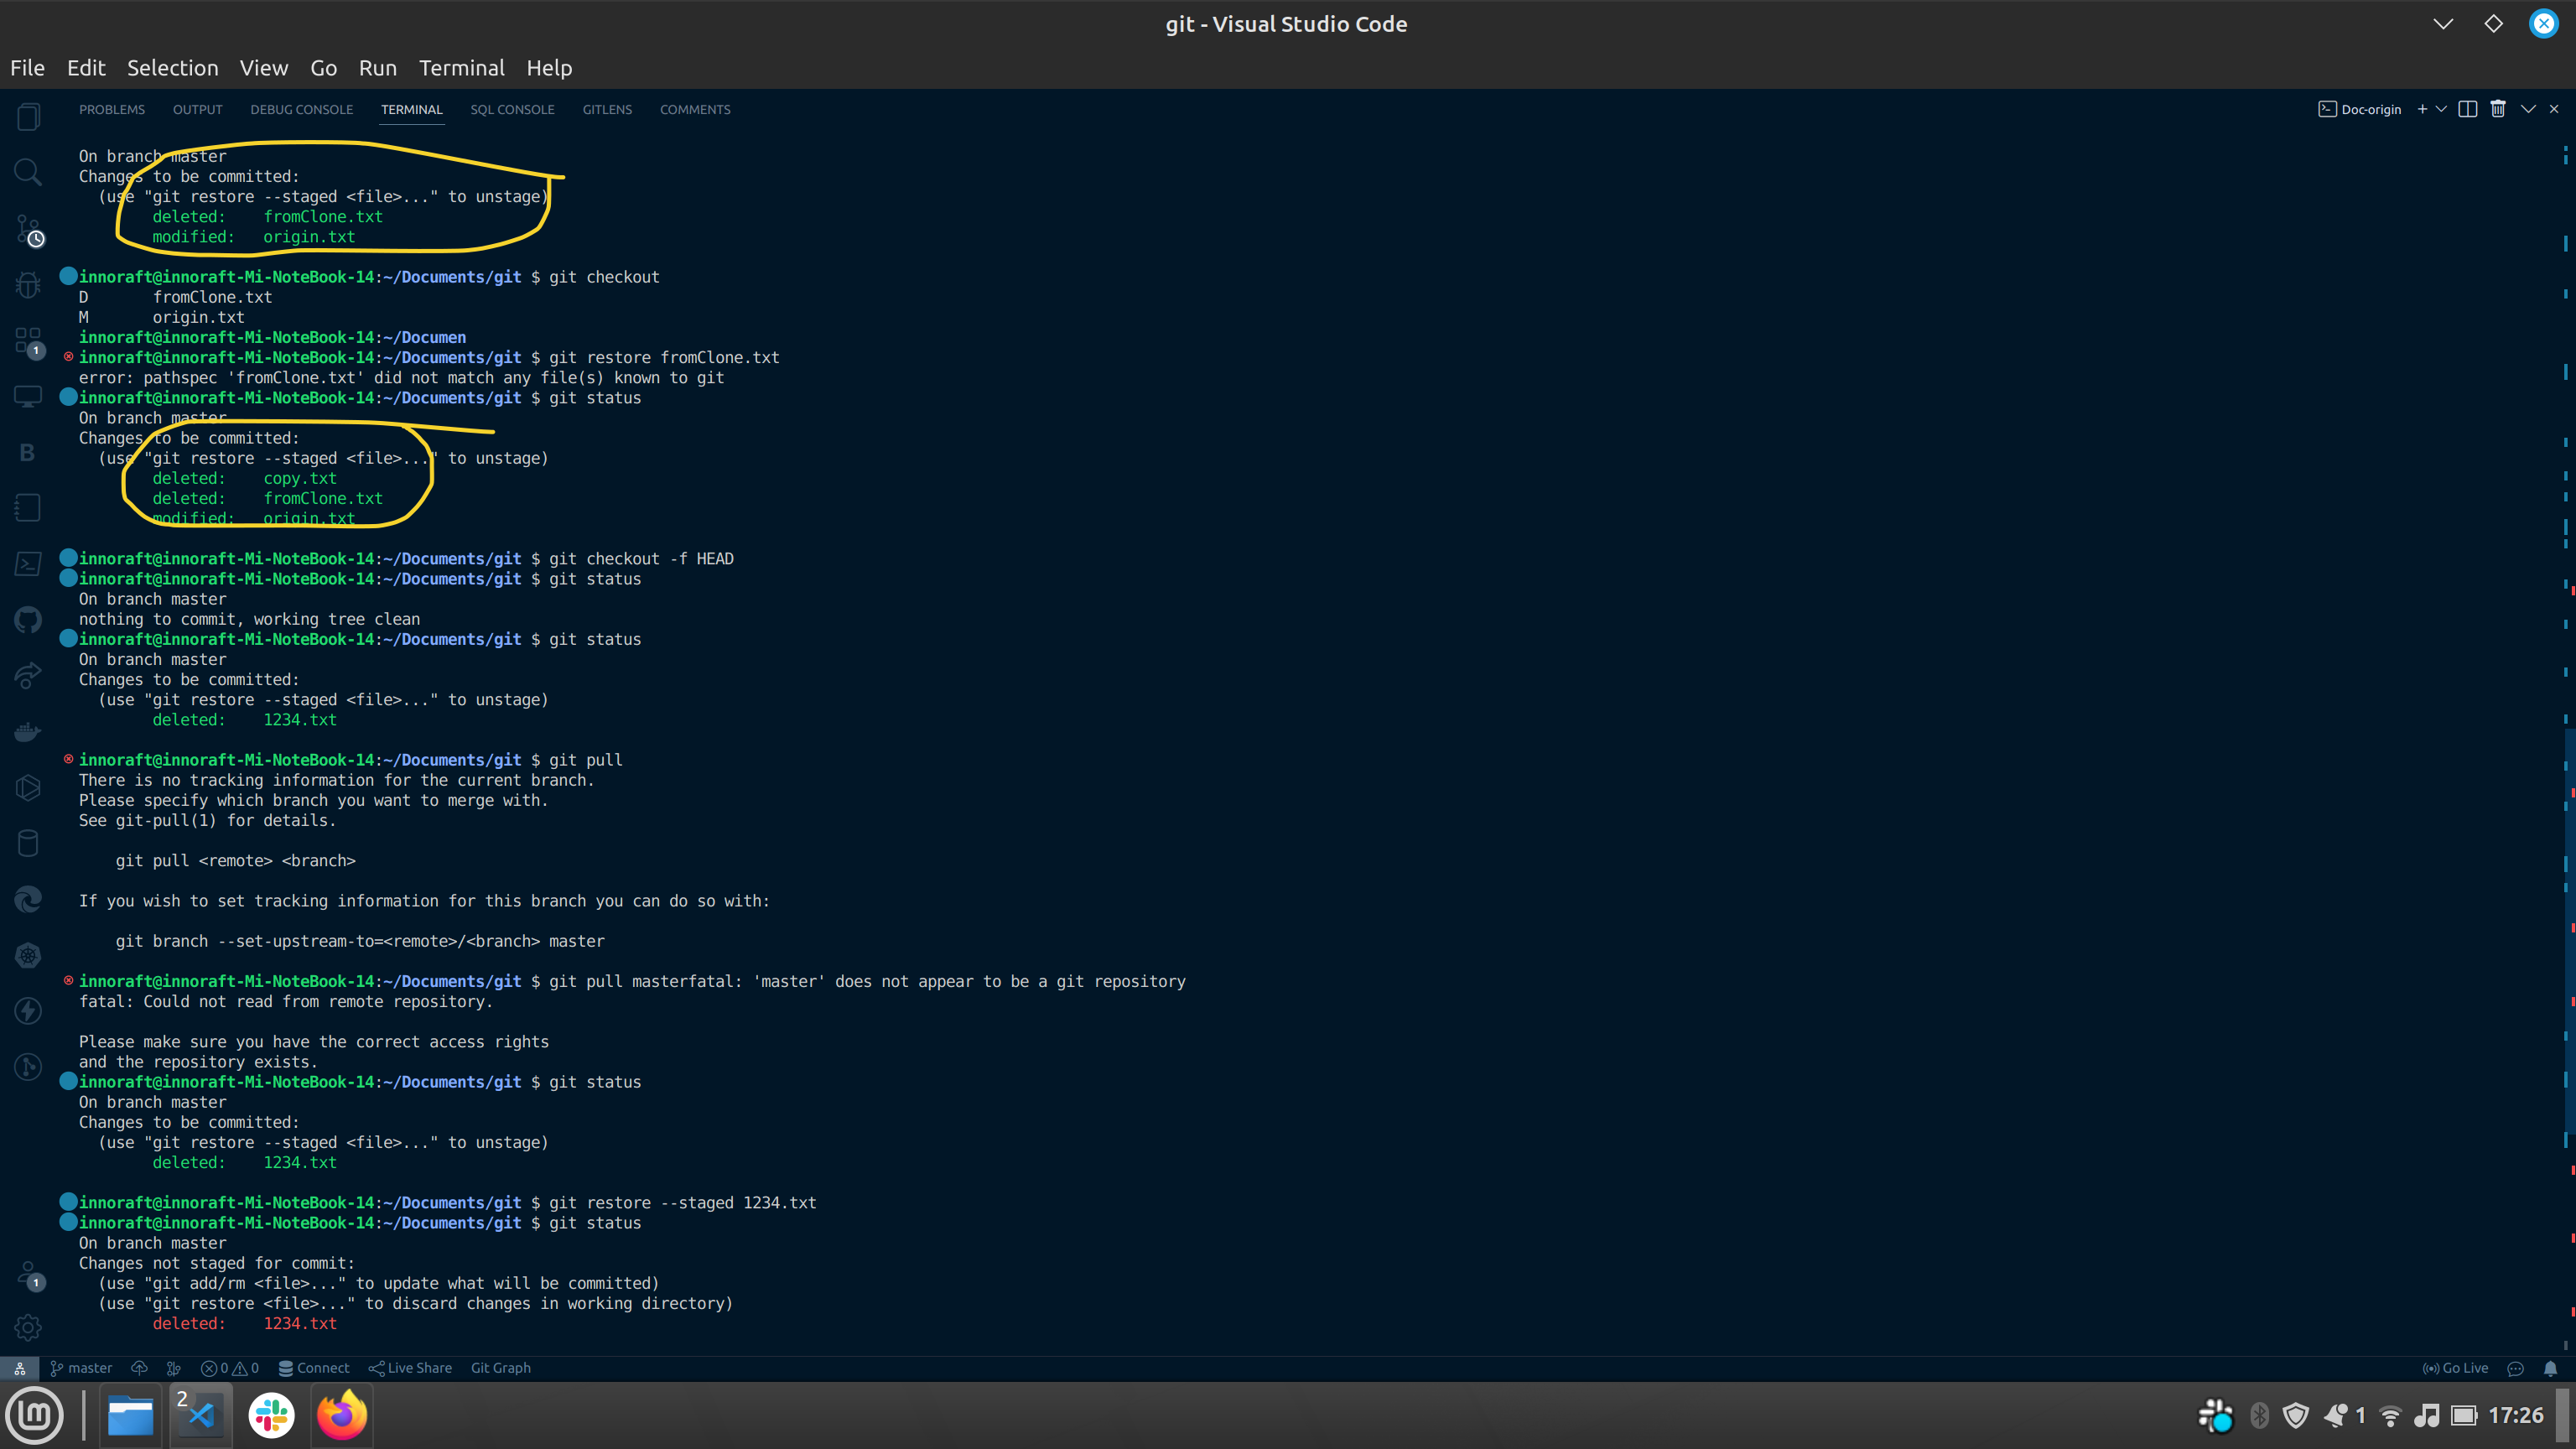 git - Visual Studio Code
File Edit Selection View Go Run Terminal Help
PROBLEMS OUTPUT DEBUG CONSOLE TERMINAL SQL CONSOLE GITLENS COMMENTS Doc-origin
On branch master
Changes to be committed:
(use "git restore --staged <file>..." to unstage)
deleted: fromClone.txt
modified: origin.txt
innoraft@innoraft-Mi-NoteBook-14:~/Documents/git $ git checkout
D fromClone.txt
M origin.txt
innoraft@innoraft-Mi-NoteBook-14:~/Documen
innoraft@innoraft-Mi-NoteBook-14:~/Documents/git $ git restore fromClone.txt
error: pathspec 'fromClone.txt' did not match any file(s) known to git
innoraft@innoraft-Mi-NoteBook-14:~/Documents/git $ git status
On branch master
Changes to be committed:
(use "git restore --staged <file>..." to unstage)
deleted: copy.txt
deleted: fromClone.txt
modified: origin.txt
innoraft@innoraft-Mi-NoteBook-14:~/Documents/git $ git checkout -f HEAD
innoraft@innoraft-Mi-NoteBook-14:~/Documents/git $ git status
On branch master
nothing to commit, working tree clean
innoraft@innoraft-Mi-NoteBook-14:~/Documents/git $ git status
On branch master
Changes to be committed:
(use "git restore --staged <file>..." to unstage)
deleted: 1234.txt
innoraft@innoraft-Mi-NoteBook-14:~/Documents/git $ git pull
There is no tracking information for the current branch.
Please specify which branch you want to merge with.
See git-pull(1) for details.
git pull <remote> <branch>
If you wish to set tracking information for this branch you can do so with:
git branch --set-upstream-to=<remote>/<branch> master
innoraft@innoraft-Mi-NoteBook-14:~/Documents/git $ git pull masterfatal: 'master' does not appear to be a git repository
fatal: Could not read from remote repository.
Please make sure you have the correct access rights
and the repository exists.
innoraft@innoraft-Mi-NoteBook-14:~/Documents/git $ git status
On branch master
Changes to be committed:
(use "git restore --staged <file>..." to unstage)
deleted: 1234.txt
innoraft@innoraft-Mi-NoteBook-14:~/Documents/git $ git restore --staged 1234.txt
innoraft@innoraft-Mi-NoteBook-14:~/Documents/git $ git status
On branch master
Changes not staged for commit:
(use "git add/rm <file>..." to update what will be committed)
(use "git restore <file>..." to discard changes in working directory)
deleted: 1234.txt
master 0 0 Connect Live Share Git Graph Go Live
2 1 17:26